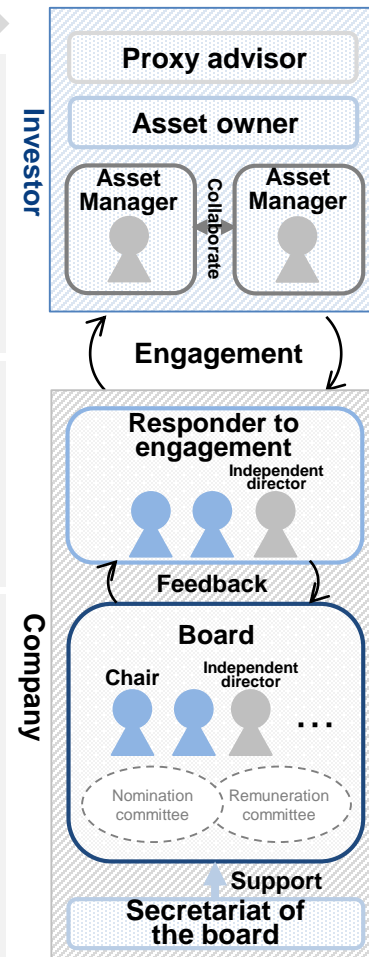 Investor
Proxy advisor
Asset owner
Asset
Manager
Collaborate
Asset
Manager
Engagement
Company
Responder to
engagement
Independent
director
Feedback
Board
Chair
Independent
director
...
Nomination
committee
Remuneration
committee
Support
Secretariat of
the board